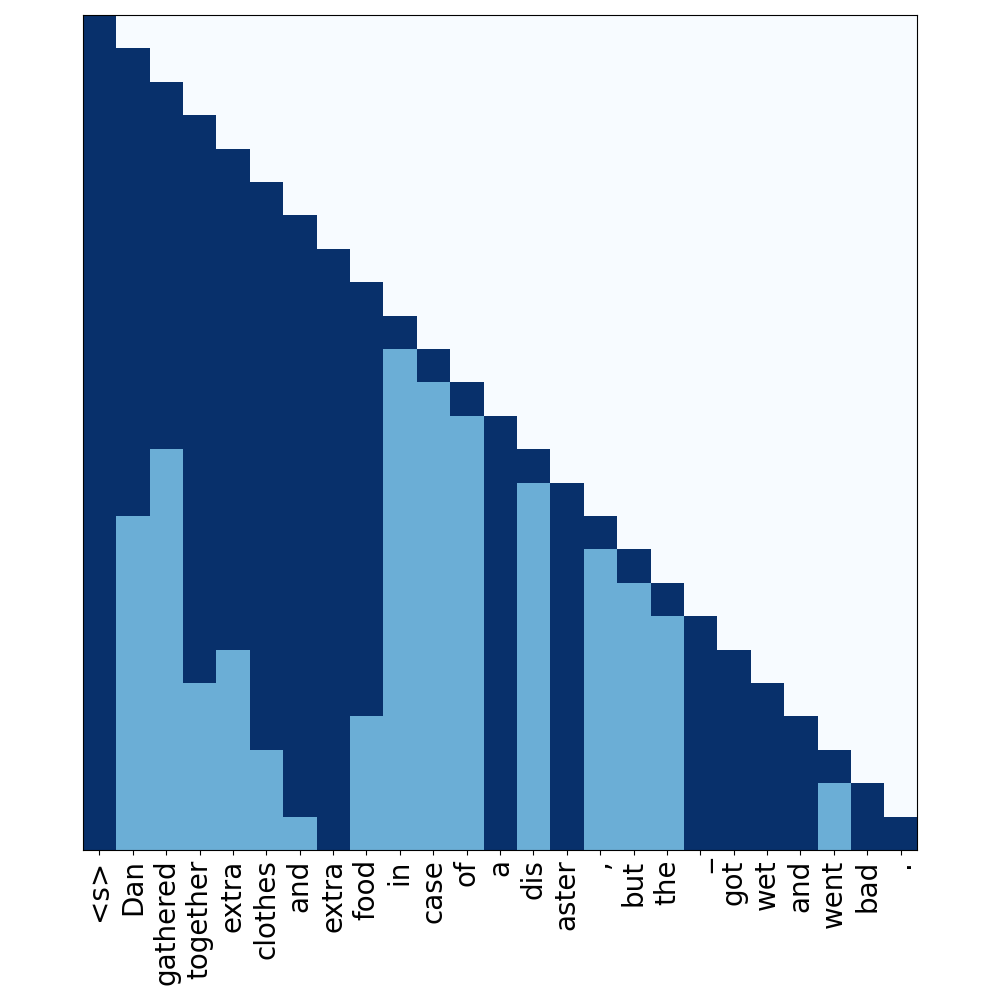 <s> Dan gathered together extra clothes and extra food in case of a dis aster , but the _ got wet and went bad .